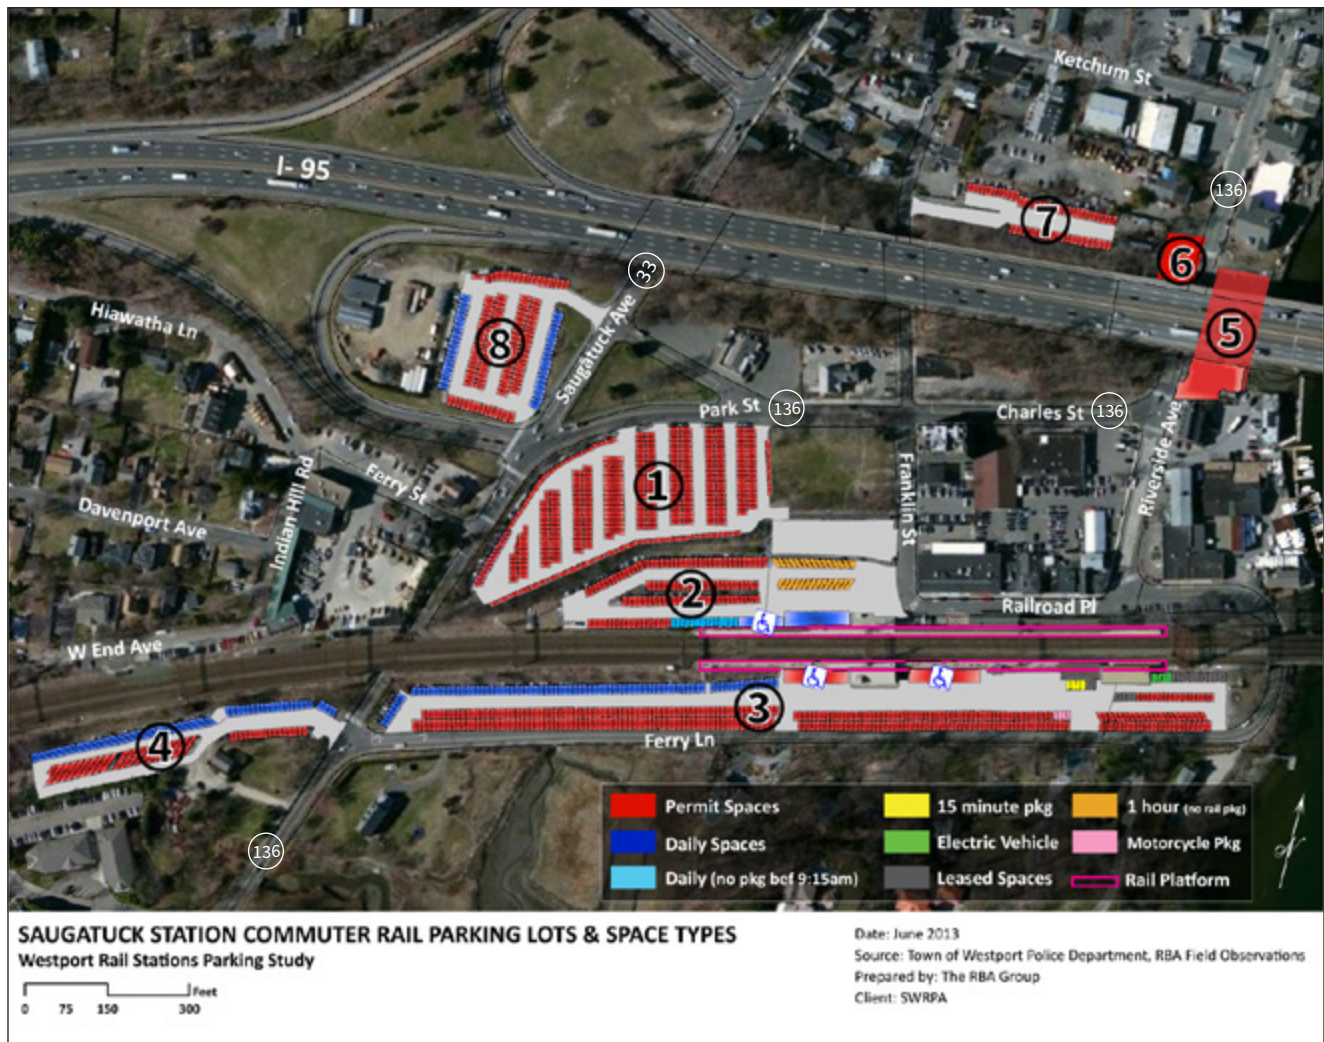 Ketchum St
I-95
136
7
33
6
Hiawatha Ln
8
Saugatuck Ave
5
Park St
136
Charles St
136
Riverside Ave
Ferry St
Indian Hill Rd
1
Franklin St
Davenport Ave
2
Railroad Pl
W End Ave
3
4
Ferry Ln
136
Permit Spaces
15 minute pkg
1 hour (no rail pkg)
Daily Spaces
Electric Vehicle
Motorcycle Pkg
Daily (no pkg bef 9:15am)
Leased Spaces
Rail Platform
SAUGATUCK STATION COMMUTER RAIL PARKING LOTS & SPACE TYPES
Westport Rail Stations Parking Study
Feet
0 75 150 300
Date: June 2013
Source: Town of Westport Police Department, RBA Field Observations
Prepared by: The RBA Group
Client: SWRPA